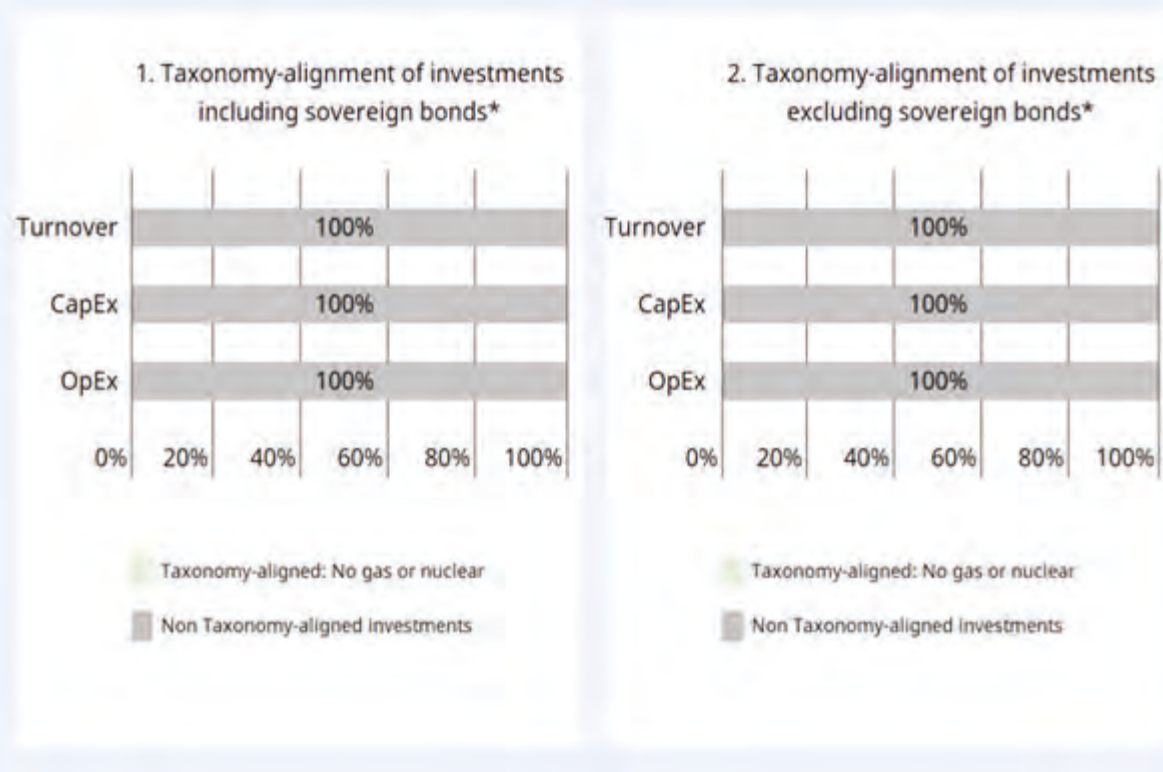 1. Taxonomy-alignment of investments
including sovereign bonds*
Turnover
100%
CapEx
100%
OpEx
100%
0% 20% 40% 60% 80% 100%
Taxonomy-aligned: No gas or nuclear
Non Taxonomy-aligned investments
2. Taxonomy-alignment of investments
excluding sovereign bonds*
Turnover
100%
CapEx
100%
OpEx
100%
0% 20% 40% 60% 80% 100%
Taxonomy-aligned: No gas or nuclear
Non Taxonomy-aligned investments